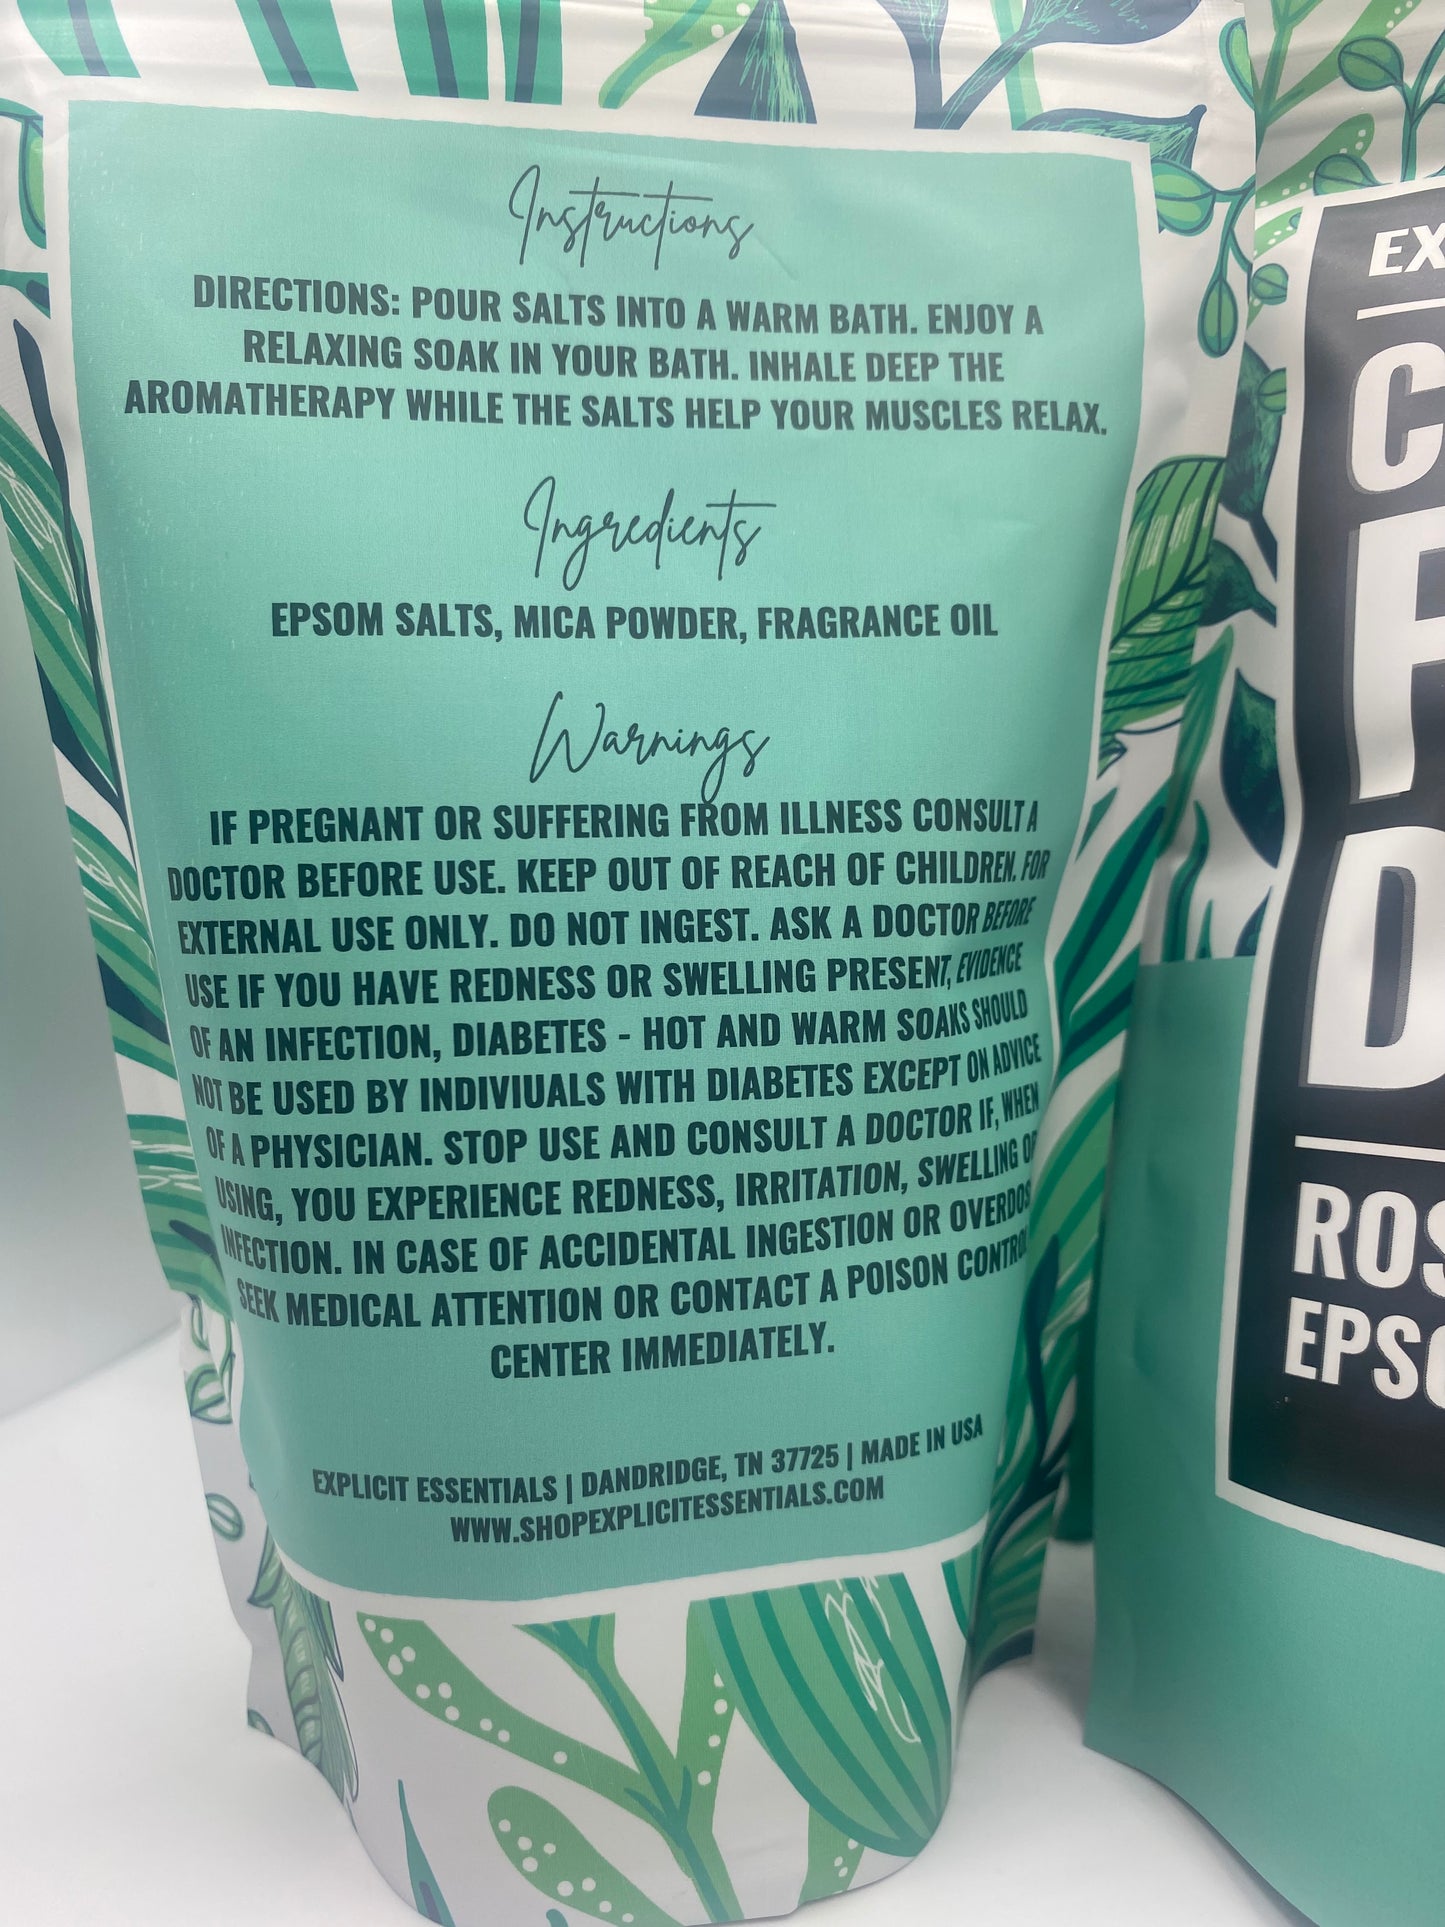 Instructions
DIRECTIONS: POUR SALTS INTO A WARM BATH. ENJOY A
RELAXING SOAK IN YOUR BATH. INHALE DEEP THE
AROMATHERAPY WHILE THE SALTS HELP YOUR MUSCLES RELAX.
Ingredients
EPSOM SALTS, MICA POWDER, FRAGRANCE OIL
Warnings
IF PREGNANT OR SUFFERING FROM ILLNESS CONSULT A
DOCTOR BEFORE USE. KEEP OUT OF REACH OF CHILDREN. FOR
EXTERNAL USE ONLY. DO NOT INGEST. ASK A DOCTOR BEFORE
USE IF YOU HAVE REDNESS OR SWELLING PRESENT, EVIDENCE
OF AN INFECTION, DIABETES - HOT AND WARM SOAKS SHOULD
NOT BE USED BY INDIVIUALS WITH DIABETES EXCEPT ON ADVICE
OF A PHYSICIAN. STOP USE AND CONSULT A DOCTOR IF, WHEN
USING, YOU EXPERIENCE REDNESS, IRRITATION, SWELLING OR
INFECTION. IN CASE OF ACCIDENTAL INGESTION OR OVERDOS
SEEK MEDICAL ATTENTION OR CONTACT A POISON CONTROL
CENTER IMMEDIATELY.
EXPLICIT ESSENTIALS | DANDRIDGE, TN 37725 | MADE IN USA
WWW.SHOPEXPLICITESSENTIALS.COM
EX
C
D
ROS
EPSO